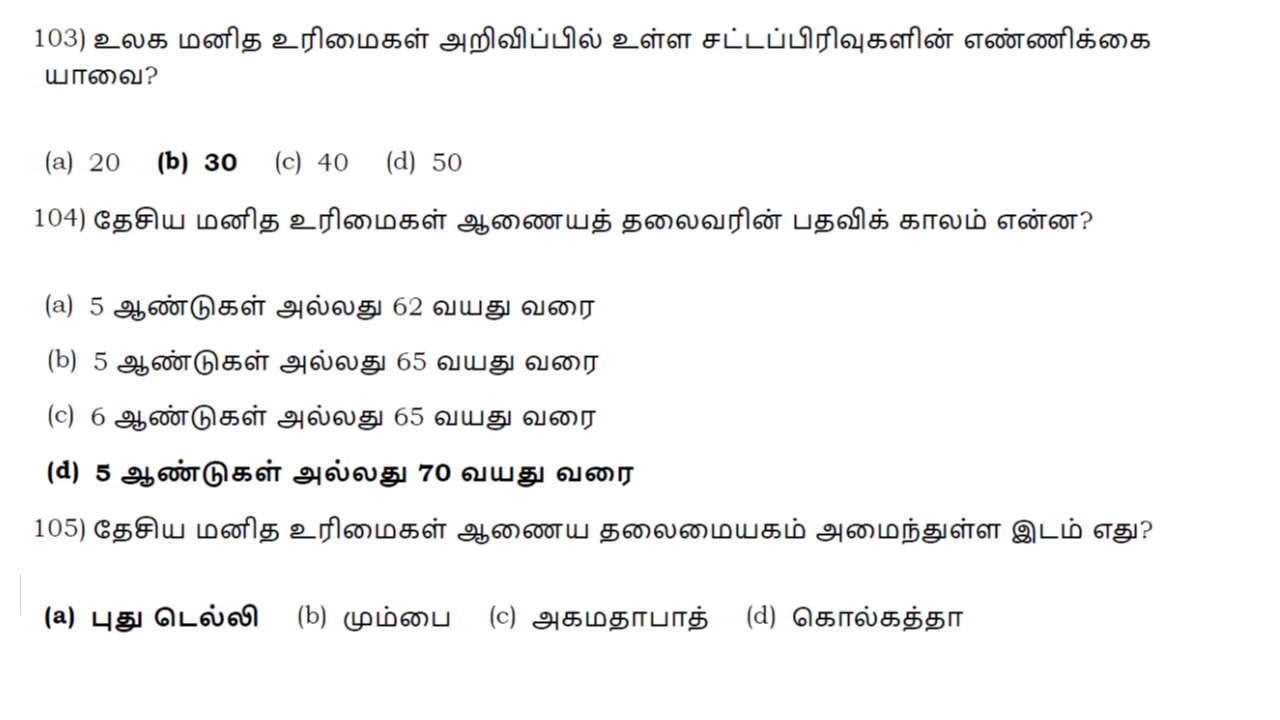 103) உலக மனித உரிமைகள் அறிவிப்பில் உள்ள சட்டப்பிரிவுகளின் எண்ணிக்கை
யாவை?
(a) 20 (b) 30 (c) 40 (d) 50
104) தேசிய மனித உரிமைகள் ஆணையத் தலைவரின் பதவிக் காலம் என்ன?
(a) 5 ஆண்டுகள் அல்லது 62 வயது வரை
(b) 5 ஆண்டுகள் அல்லது 65 வயது வரை
(c) 6 ஆண்டுகள் அல்லது 65 வயது வரை
(d) 5 ஆண்டுகள் அல்லது 70 வயது வரை
105) தேசிய மனித உரிமைகள் ஆணைய தலைமையகம் அமைந்துள்ள இடம் எது?
(a) புது டெல்லி (b) மும்பை (c) அகமதாபாத் (d) கொல்கத்தா